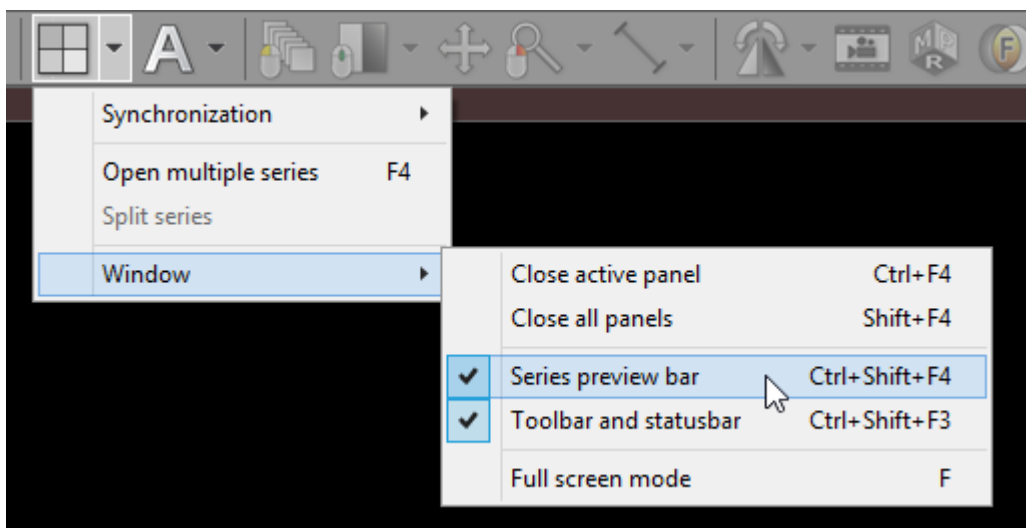 A
MPR
F
Synchronization
Open multiple series F4
Split series
Window
Close active panel Ctrl+F4
Close all panels Shift+F4
Series preview bar Ctrl+Shift+F4
Toolbar and statusbar Ctrl+Shift+F3
Full screen mode F